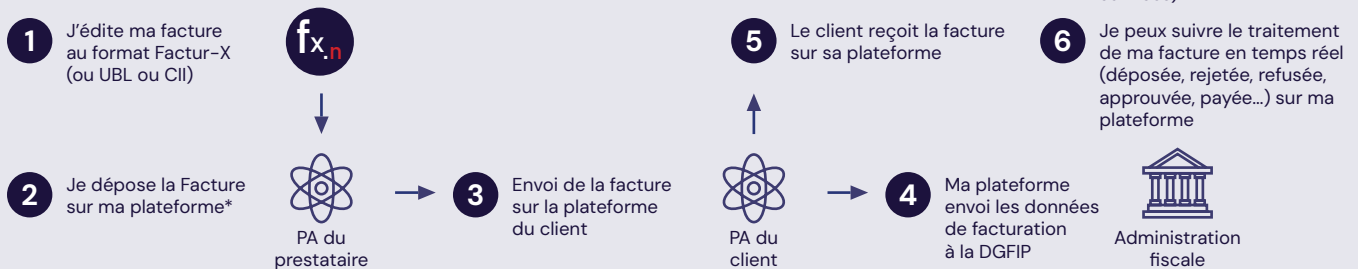 1
J'édite ma facture
au format Factur-X
(ou UBL ou CII)
fx.n
5
Le client reçoit la facture
sur sa plateforme
6
Je peux suivre le traitement
de ma facture en temps réel
(déposée, rejetée, refusée,
approuvée, payée...) sur ma
plateforme
2
Je dépose la Facture
sur ma plateforme*
PA du
prestataire
3
Envoi de la facture
sur la plateforme
du client
PA du
client
4
Ma plateforme
envoi les données
de facturation
à la DGFIP
Administration
fiscale